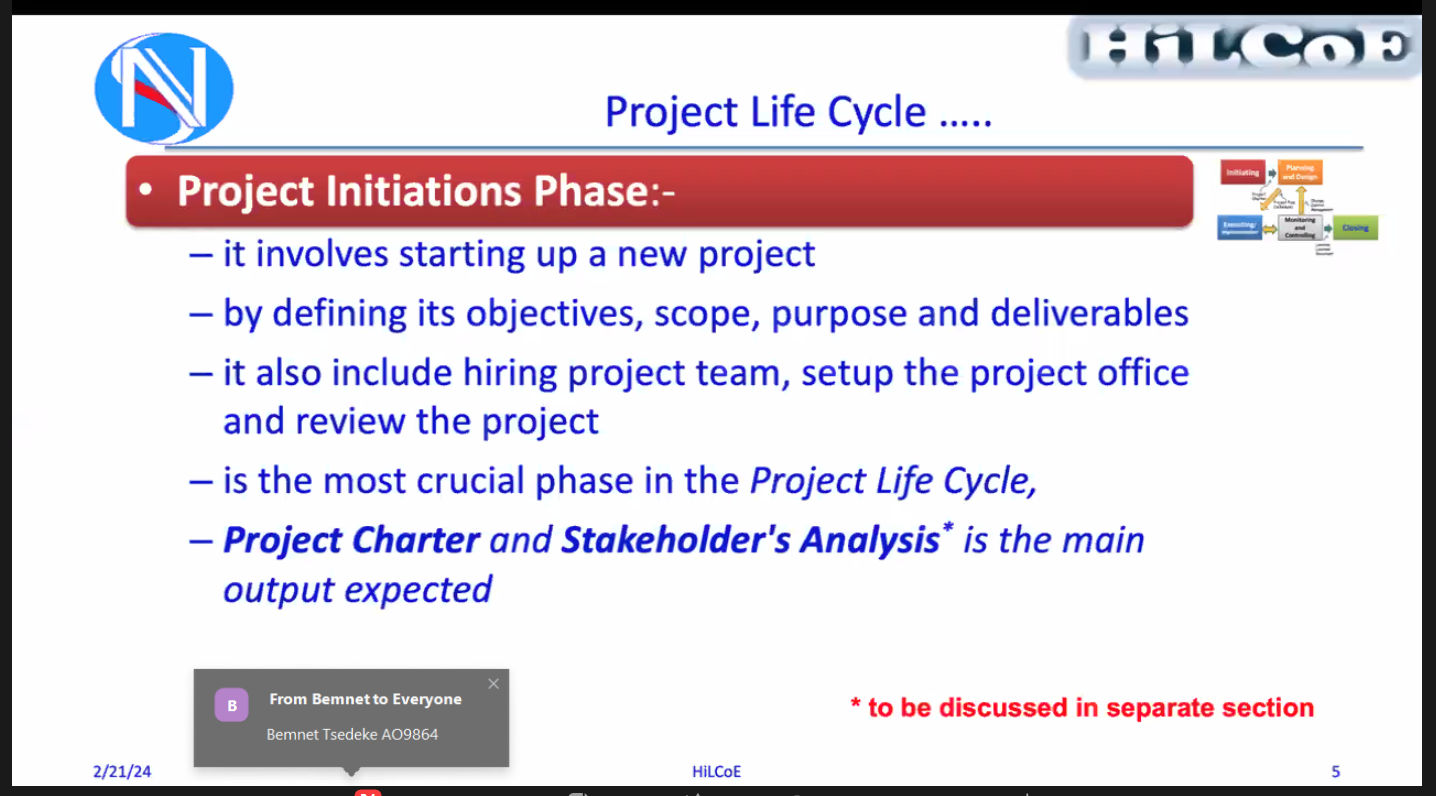 HiLCoE
N
Project Life Cycle .....
• Project Initiations Phase:-
Initiating
Planning
and Design
Executing/
Monitoring
and
Controlling
Closing
– it involves starting up a new project
– by defining its objectives, scope, purpose and deliverables
– it also include hiring project team, setup the project office
and review the project
– is the most crucial phase in the Project Life Cycle,
– Project Charter and Stakeholder's Analysis* is the main
output expected
B
From Bemnet to Everyone
Bemnet Tsedeke AO9864
* to be discussed in separate section
2/21/24
HiLCoE
5